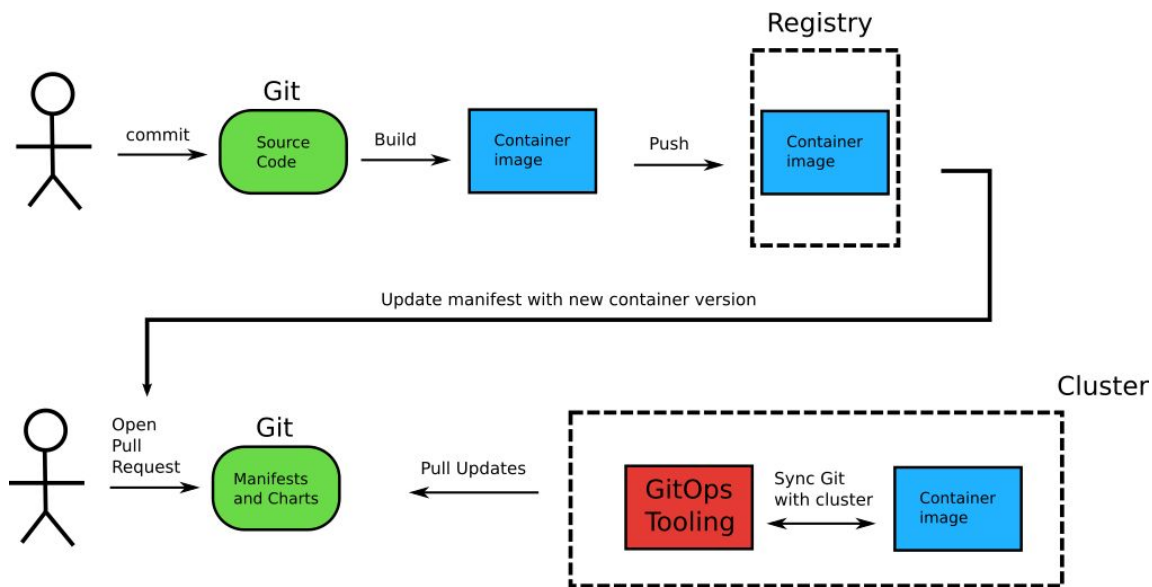 Registry
Git
commit
Source
Code
Build
Container
image
Push
Container
image
Update manifest with new container version
Cluster
Open
Pull
Request
Git
Manifests
and Charts
Pull Updates
GitOps
Tooling
Sync Git
with cluster
Container
image